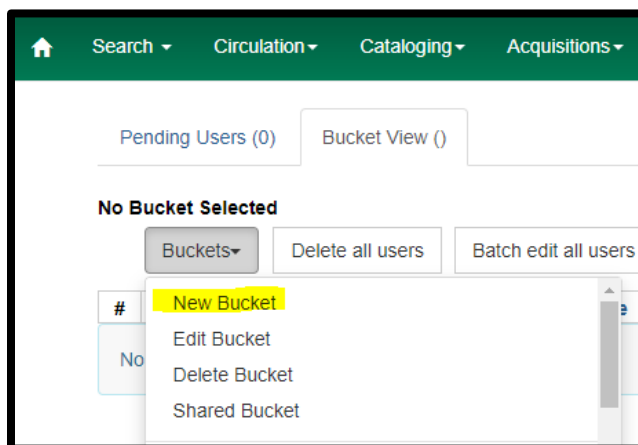 Search Circulation Cataloging Acquisitions
Pending Users (0) Bucket View ()
No Bucket Selected
Buckets Delete all users Batch edit all users
# New Bucket e
Edit Bucket
No Delete Bucket
Shared Bucket